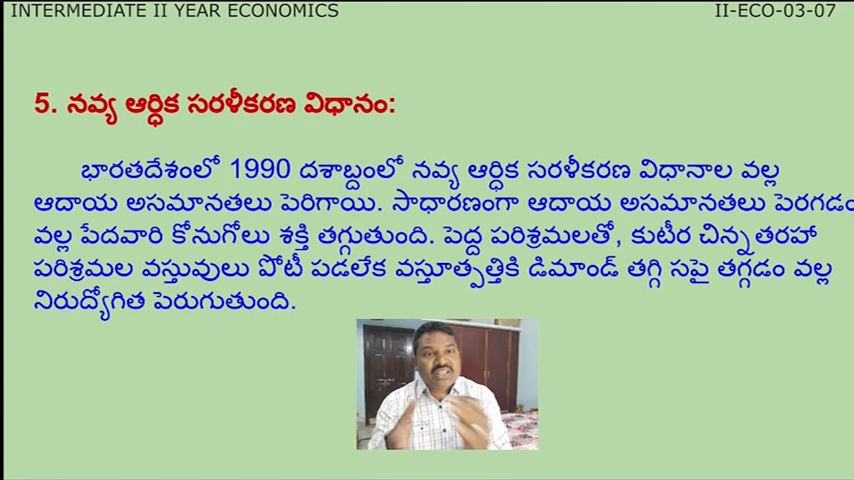 INTERMEDIATE II YEAR ECONOMICS
II-ECO-03-07
5. నవ్య ఆర్ధిక సరళీకరణ విధానం:
భారతదేశంలో 1990 దశాబ్దంలో నవ్య ఆర్ధిక సరళీకరణ విధానాల వల్ల
ఆదాయ అసమానతలు పెరిగాయి. సాధారణంగా ఆదాయ అసమానతలు పెరగడం
వల్ల పేదవారి కోనుగోలు శక్తి తగ్గుతుంది. పెద్ద పరిశ్రమలతో, కుటీర చిన్నతరహా
పరిశ్రమల వస్తువులు పోటీ పడలేక వస్తూత్పత్తికి డిమాండ్ తగ్గి సపై తగ్గడం వల్ల
నిరుద్యోగిత పెరుగుతుంది.